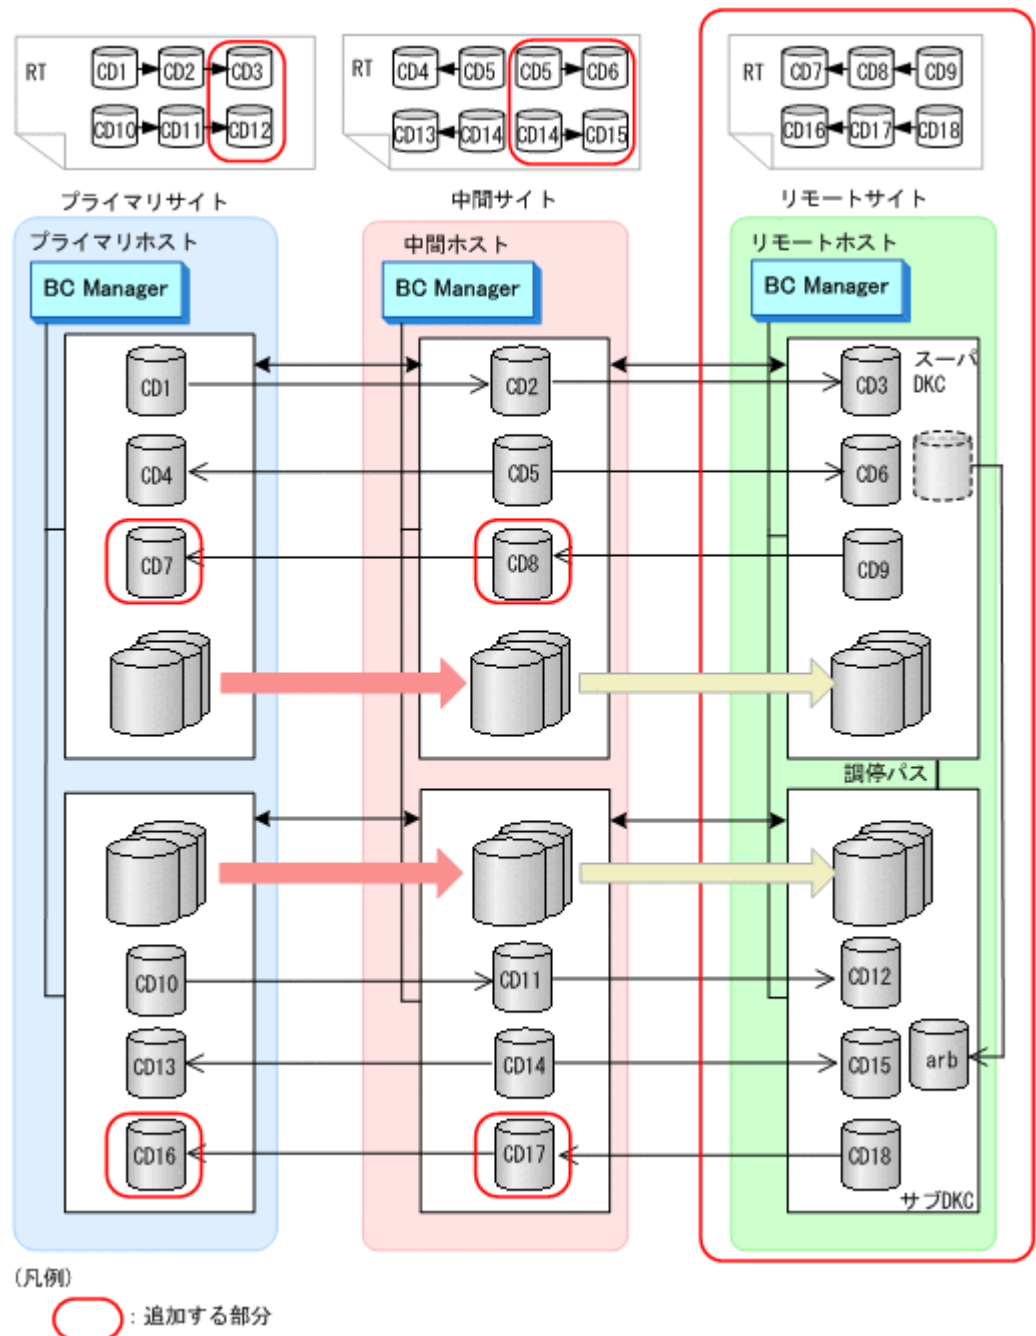 RT CD1 CD2 CD3
CD10 CD11 CD12
RT CD4 CD5 CD5 CD6
CD13 CD14 CD14 CD15
RT CD7 CD8 CD9
CD16 CD17 CD18
プライマリサイト 中間サイト リモートサイト
プライマリホスト 中間ホスト リモートホスト
BC Manager BC Manager BC Manager
CD1 CD2 CD3 スーパ
DKC
CD4 CD5 CD6
CD7 CD8 CD9
調停パス
CD10 CD11 CD12
CD13 CD14 CD15 arb
CD16 CD17 CD18
サブDKC
(凡例)
：追加する部分